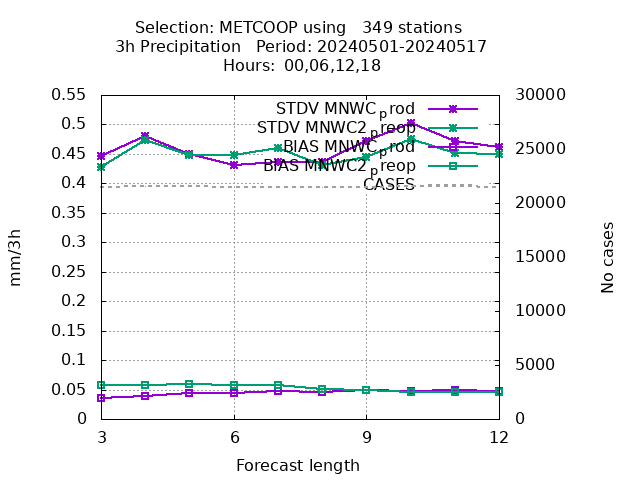 Selection: METCOOP using 349 stations
3h Precipitation Period: 20240501-20240517
Hours: 00,06,12,18
0.55
0.5
0.45
0.4
0.35
0.3
0.25
0.2
0.15
0.1
0.05
0
30000
25000
20000
15000
10000
5000
0
STDV MNWC_prod
STDV MNWC2_preop
BIAS MNWC_prod
BIAS MNWC2_preop
CASES
mm/3h
No cases
3 6 9 12
Forecast length